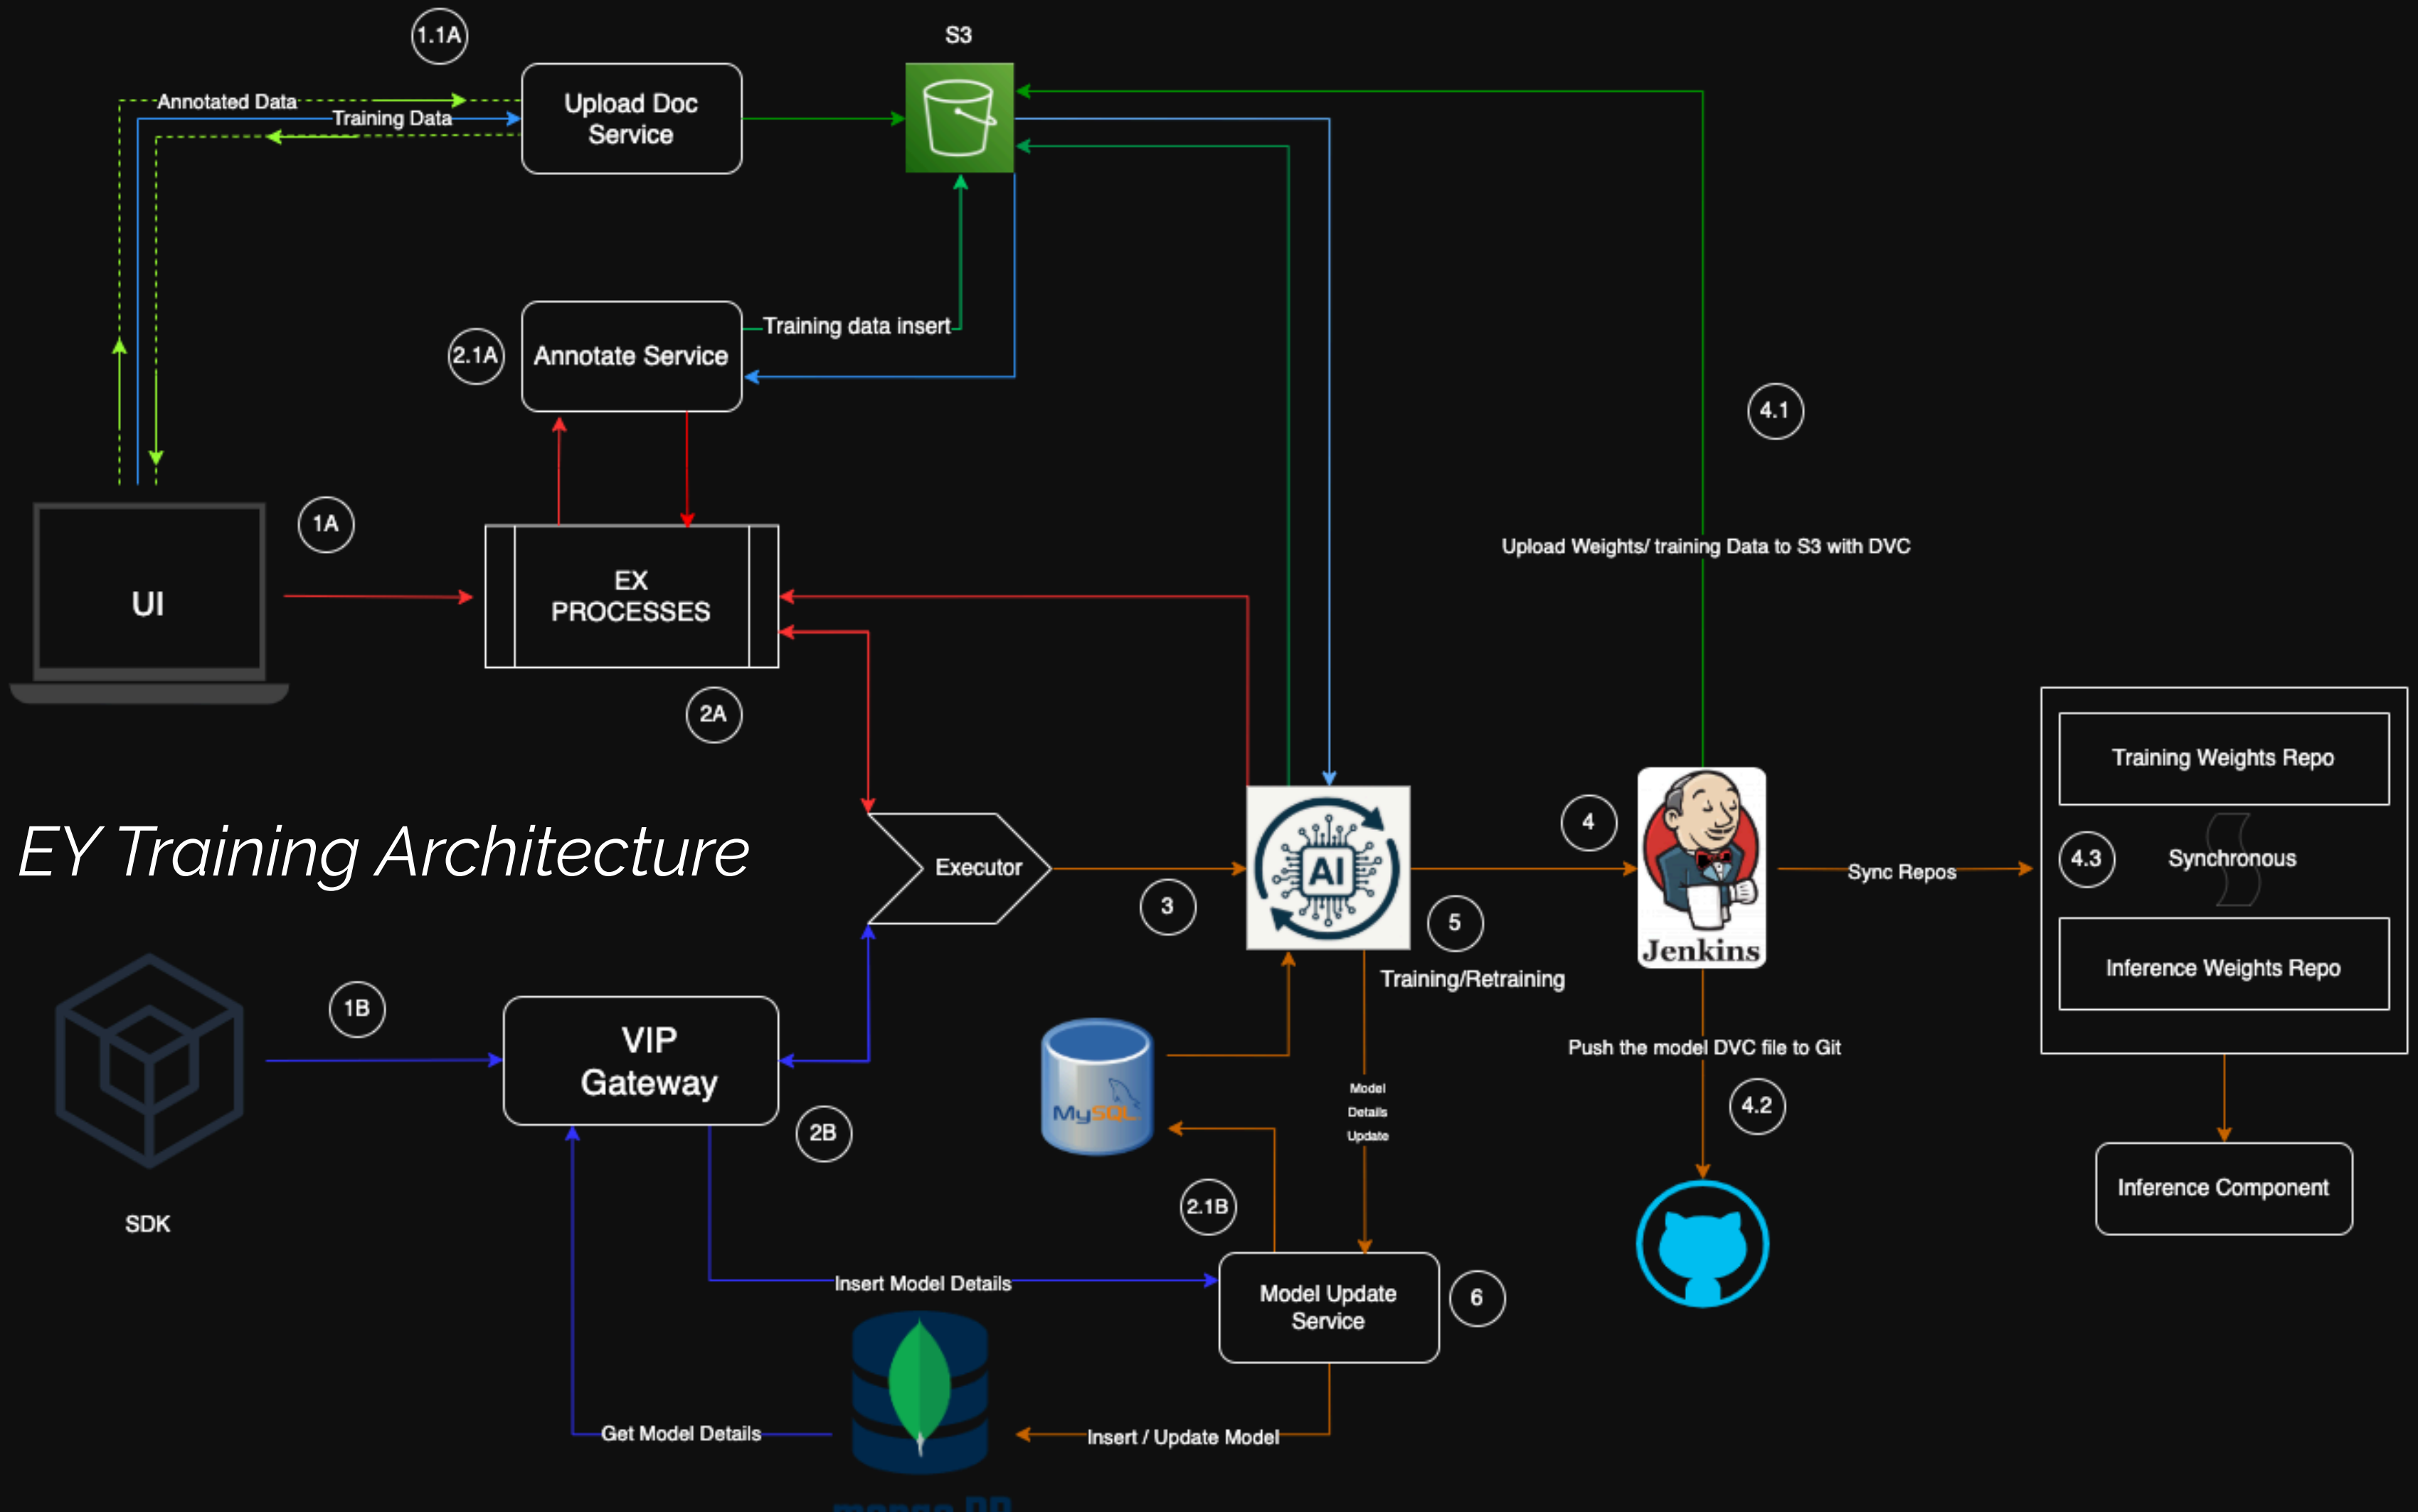 1.1A
S3
Annotated Data
Training Data
Upload Doc
Service
2.1A
Annotate Service
Training data insert
4.1
1A
UI
EX
PROCESSES
Upload Weights/ training Data to S3 with DVC
2A
EY Training Architecture
Executor
3
AI
5
Training/Retraining
4
Jenkins
Sync Repos
Training Weights Repo
4.3
Synchronous
Inference Weights Repo
1B
VIP
Gateway
2B
SDK
MySQL
Model
Details
Update
Push the model DVC file to Git
4.2
Inference Component
2.1B
Insert Model Details
Model Update
Service
6
Get Model Details
Insert / Update Model